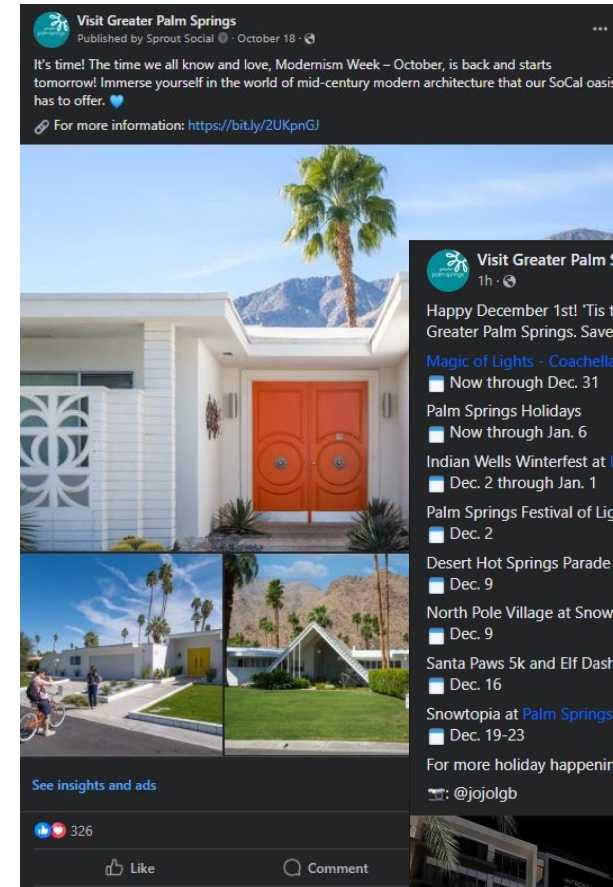 Visit Greater Palm Springs
Published by Sprout Social · October 18 ·
It's time! The time we all know and love, Modernism Week – October, is back and starts
tomorrow! Immerse yourself in the world of mid-century modern architecture that our SoCal oasis
has to offer. 💙
🔗 For more information: https://bit.ly/2UKpnGJ
See insights and ads
326
Like
Comment
Visit Greater Palm S
1h ·
Happy December 1st! 'Tis t
Greater Palm Springs. Save
Magic of Lights - Coachella
Now through Dec. 31
Palm Springs Holidays
Now through Jan. 6
Indian Wells Winterfest at
Dec. 2 through Jan. 1
Palm Springs Festival of Lig
Dec. 2
Desert Hot Springs Parade
Dec. 9
North Pole Village at Snow
Dec. 9
Santa Paws 5k and Elf Dash
Dec. 16
Snowtopia at Palm Springs
Dec. 19-23
For more holiday happenin
📷: @jojolgb